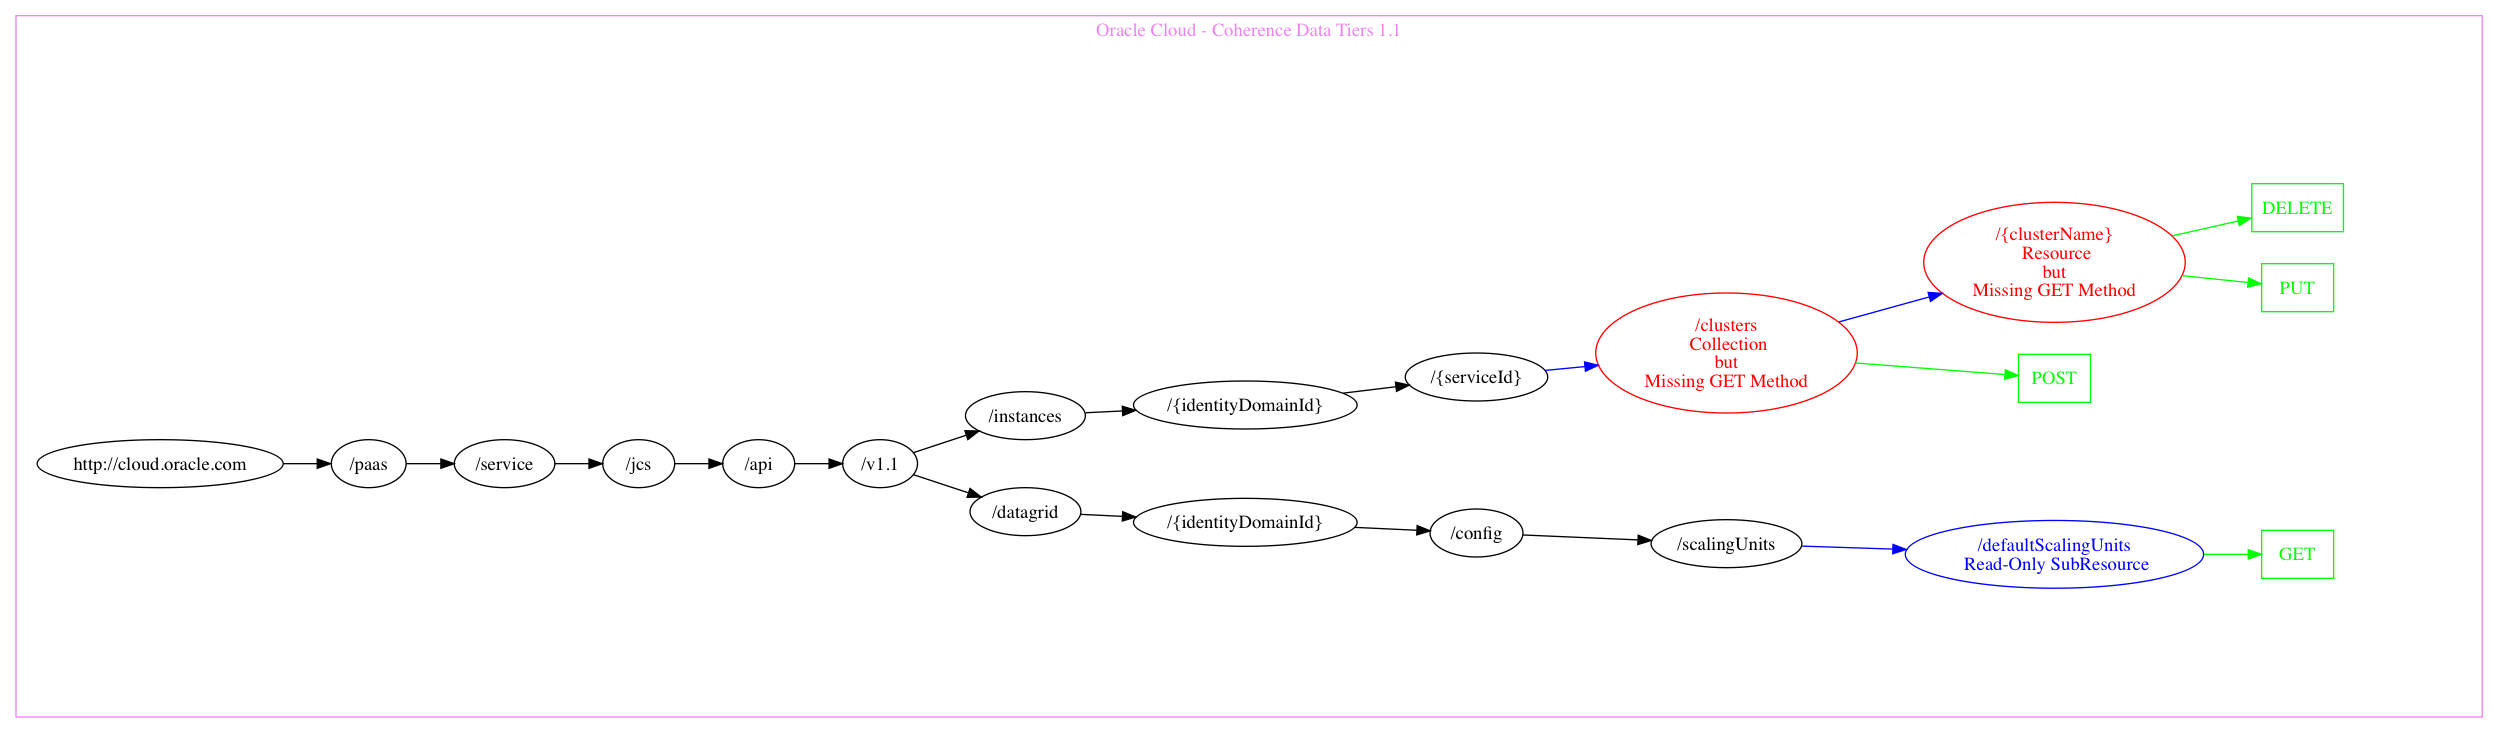 Oracle Cloud - Coherence Data Tiers 1.1
http://cloud.oracle.com
/paas
/service
/jcs
/api
/v1.1
/instances
/{identityDomainId}
/{serviceId}
/clusters
Collection
but
Missing GET Method
/{clusterName}
Resource
but
Missing GET Method
DELETE
PUT
POST
/datagrid
/{identityDomainId}
/config
/scalingUnits
/defaultScalingUnits
Read-Only SubResource
GET